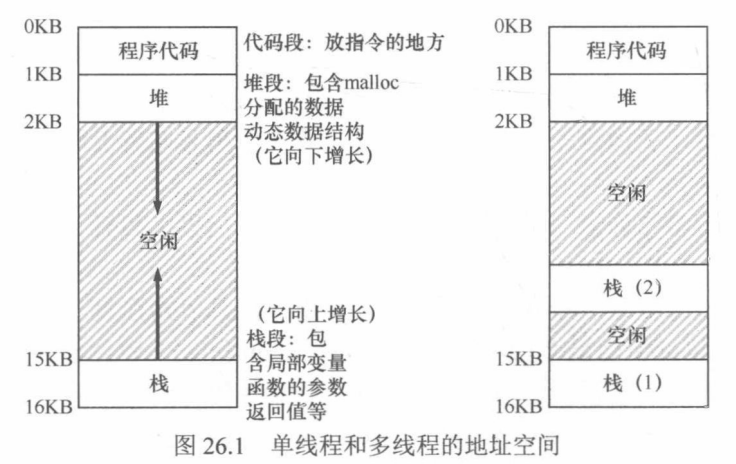 0KB
程序代码
代码段：放指令的地方
1KB
堆
堆段：包含malloc
分配的数据
动态数据结构
（它向下增长）
2KB
空闲
（它向上增长）
栈段：包
含局部变量
函数的参数
返回值等
15KB
栈
16KB
0KB
程序代码
1KB
堆
2KB
空闲
栈（2）
空闲
15KB
栈（1）
16KB
图 26.1 单线程和多线程的地址空间